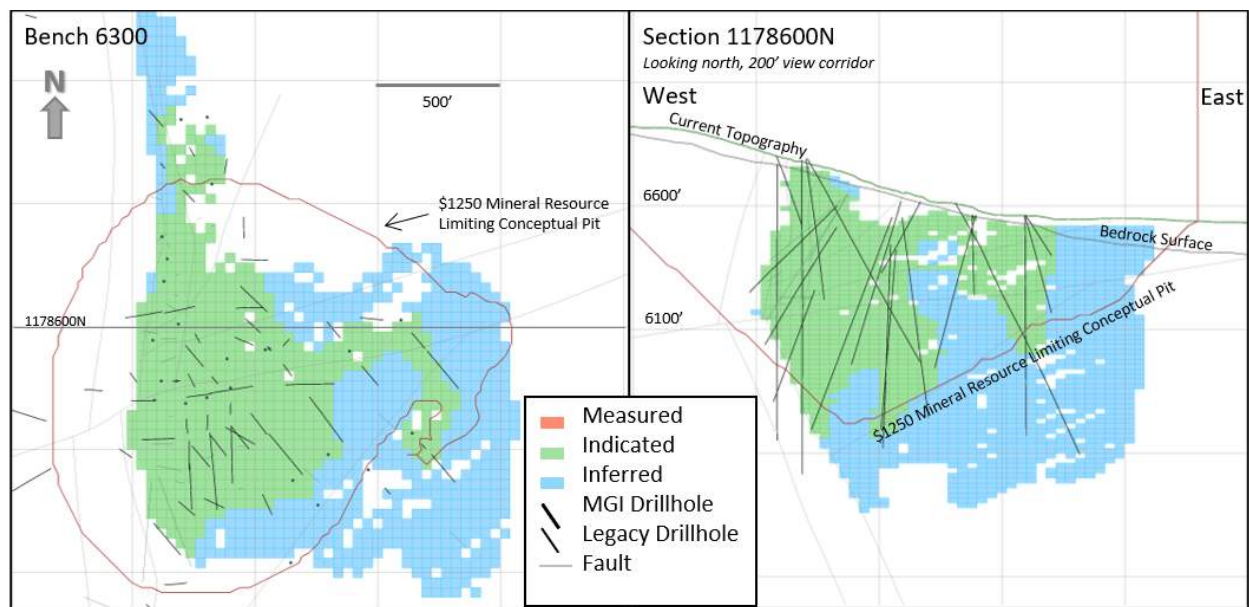 Bench 6300
N
500'
$1250 Mineral Resource
Limiting Conceptual Pit
1178600N
Section 1178600N
Looking north, 200' view corridor
West
East
Current Topography
6600'
Bedrock Surface
6100'
$1250 Mineral Resource Limiting Conceptual Pit
Measured
Indicated
Inferred
MGI Drillhole
Legacy Drillhole
Fault